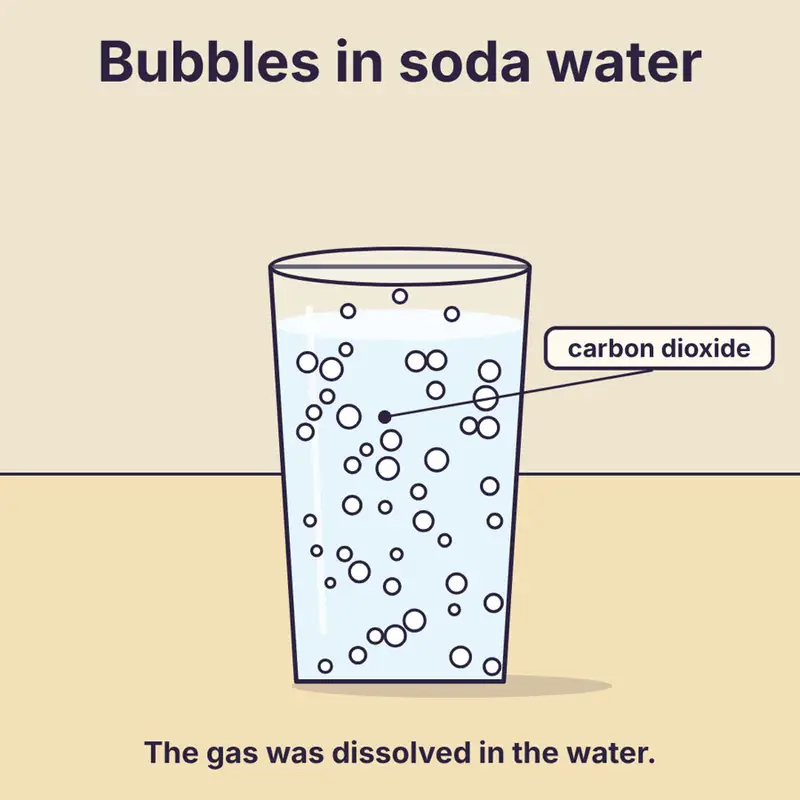 Bubbles in soda water
carbon dioxide
The gas was dissolved in the water.